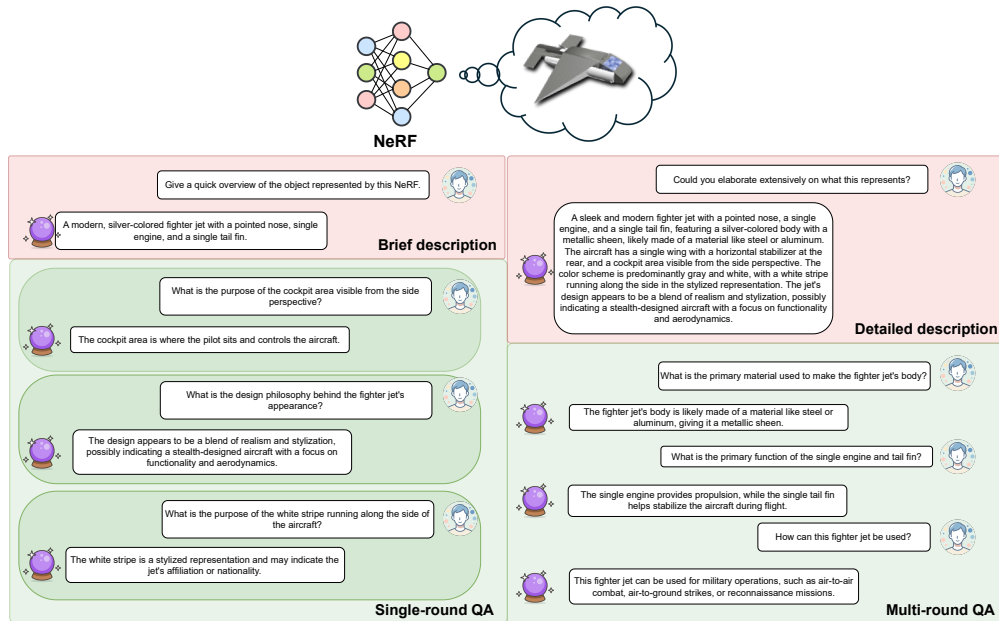 NeRF
Give a quick overview of the object represented by this NeRF.
A modern, silver-colored fighter jet with a pointed nose, single
engine, and a single tail fin.
Brief description
Could you elaborate extensively on what this represents?
A sleek and modern fighter jet with a pointed nose, a single
engine, and a single tail fin, featuring a silver-colored body with a
metallic sheen, likely made of a material like steel or aluminum.
The aircraft has a single wing with a horizontal stabilizer at the
rear, and a cockpit area visible from the side perspective. The
color scheme is predominantly gray and white, with a white stripe
running along the side in the stylized representation. The jet's
design appears to be a blend of realism and stylization, possibly
indicating a stealth-designed aircraft with a focus on functionality
and aerodynamics.
Detailed description
What is the purpose of the cockpit area visible from the side
perspective?
The cockpit area is where the pilot sits and controls the aircraft.
What is the design philosophy behind the fighter jet's
appearance?
The design appears to be a blend of realism and stylization,
possibly indicating a stealth-designed aircraft with a focus on
functionality and aerodynamics.
What is the purpose of the white stripe running along the side of
the aircraft?
The white stripe is a stylized representation and may indicate the
jet's affiliation or nationality.
Single-round QA
What is the primary material used to make the fighter jet's body?
The fighter jet's body is likely made of a material like steel or
aluminum, giving it a metallic sheen.
What is the primary function of the single engine and tail fin?
The single engine provides propulsion, while the single tail fin
helps stabilize the aircraft during flight.
How can this fighter jet be used?
This fighter jet can be used for military operations, such as air-to-air
combat, air-to-ground strikes, or reconnaissance missions.
Multi-round QA